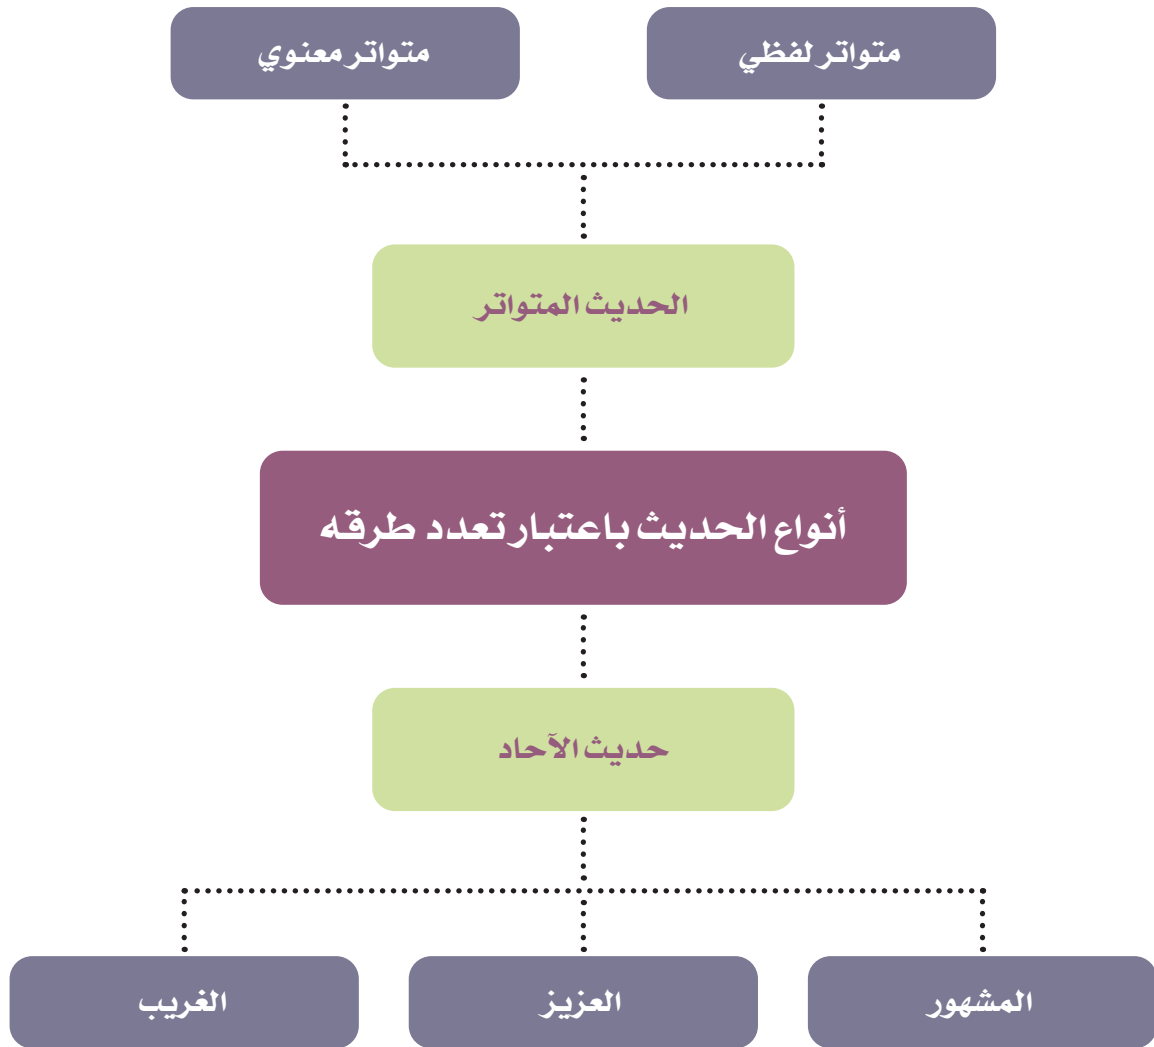 متواتر لفظي
متواتر معنوي
الحديث المتواتر
أنواع الحديث باعتبار تعدد طرقه
حديث الآحاد
المشهور
العزيز
الغريب